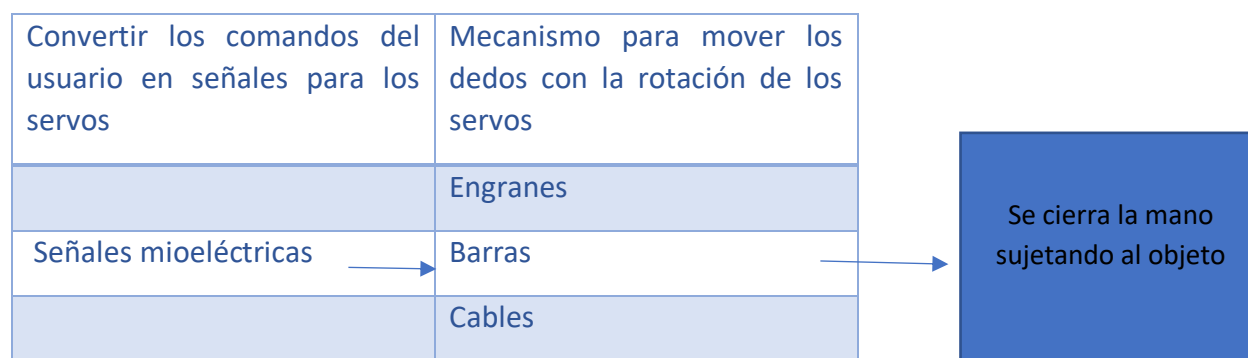 Convertir los comandos del
usuario en señales para los
servos
Mecanismo para mover los
dedos con la rotación de los
servos
Engranes
Señales mioeléctricas
Barras
Cables
Se cierra la mano
sujetando al objeto